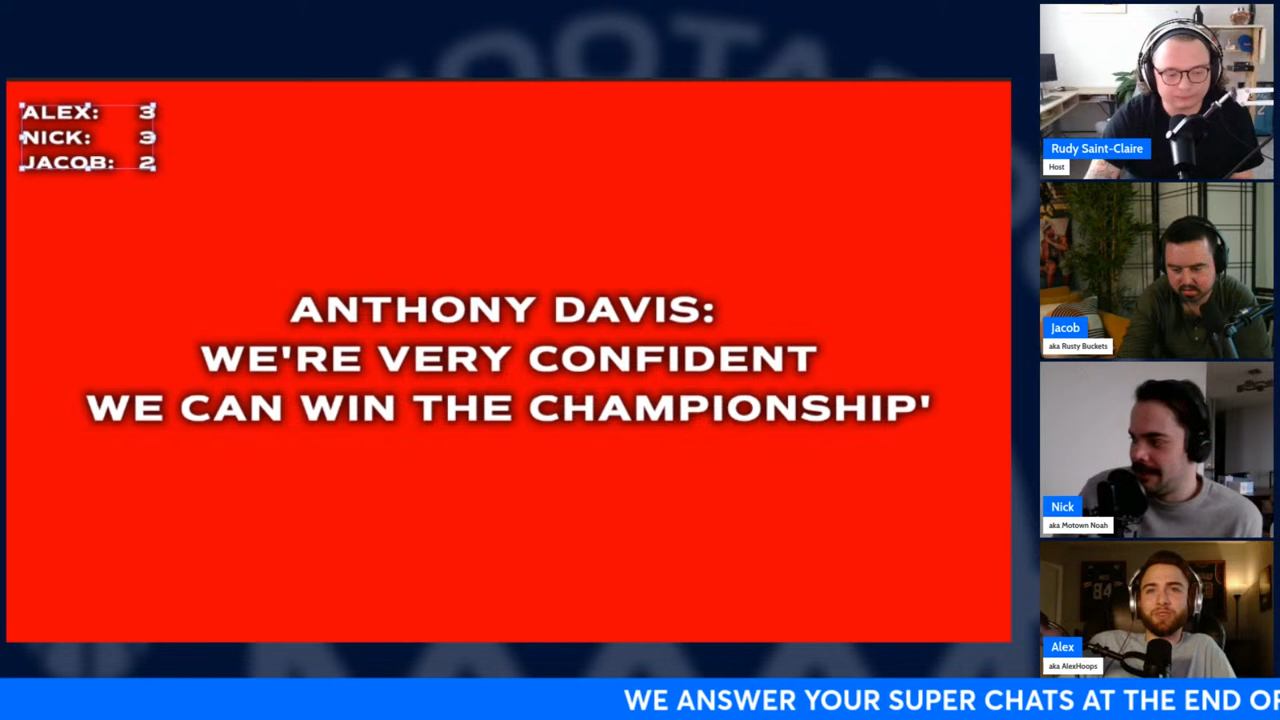 ALEX: 3
NICK: 3
JACOB: 2
ANTHONY DAVIS:
WE'RE VERY CONFIDENT
WE CAN WIN THE CHAMPIONSHIP'
Rudy Saint-Claire
Host
Jacob
aka Rusty Buckets
Nick
aka Motown Noah
84
Alex
aka AlexHoops
WE ANSWER YOUR SUPER CHATS AT THE END OF